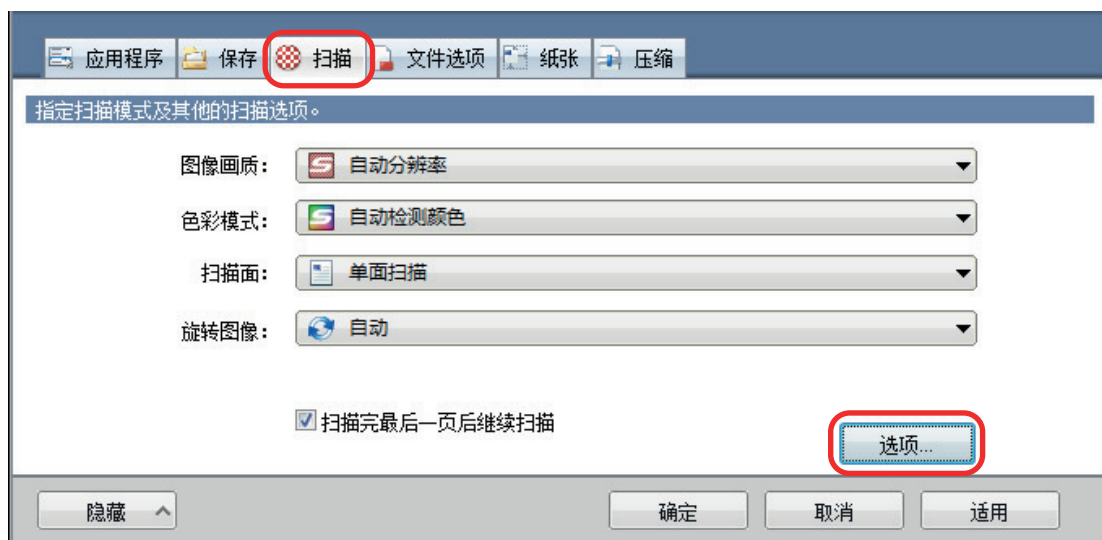 应用程序 保存 扫描 文件选项 纸张 压缩
指定扫描模式及其他的扫描选项。
图像画质： 自动分辨率
色彩模式： 自动检测颜色
扫描面： 单面扫描
旋转图像： 自动
扫描完最后一页后继续扫描
选项...
隐藏 确定 取消 适用